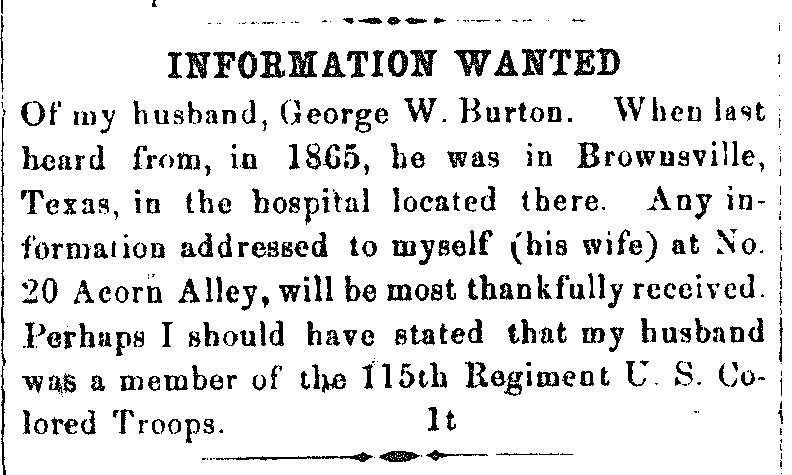 INFORMATION WANTED
Of my husband, George W. Burton. When last
heard from, in 1865, he was in Brownsville,
Texas, in the hospital located there. Any in-
formation addressed to myself (his wife) at No.
20 Acorn Alley, will be most thankfully received.
Perhaps I should have stated that my husband
was a member of the 115th Regiment U. S. Co-
lored Troops. 1t